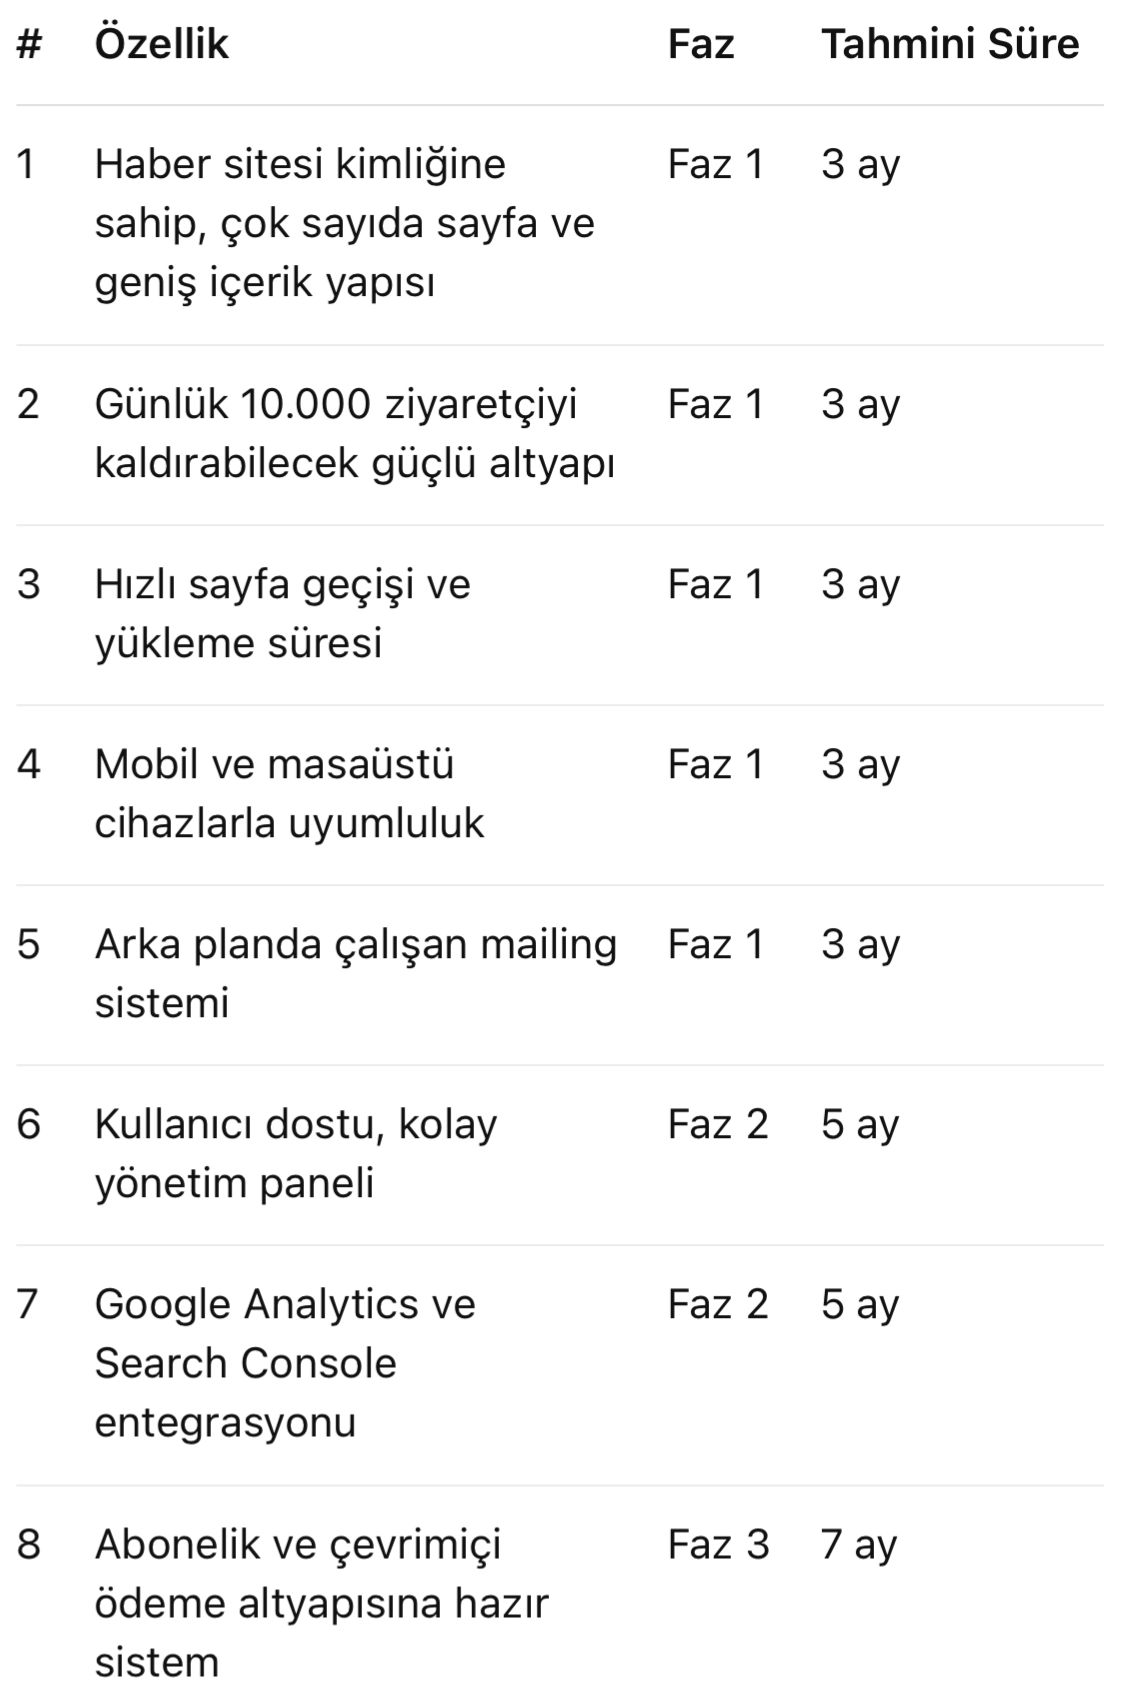 # Özellik Faz Tahmini Süre
1 Haber sitesi kimliğine Faz 1 3 ay
sahip, çok sayıda sayfa ve
geniş içerik yapısı
2 Günlük 10.000 ziyaretçiyi Faz 1 3 ay
kaldırabilecek güçlü altyapı
3 Hızlı sayfa geçişi ve Faz 1 3 ay
yükleme süresi
4 Mobil ve masaüstü Faz 1 3 ay
cihazlarla uyumluluk
5 Arka planda çalışan mailing Faz 1 3 ay
sistemi
6 Kullanıcı dostu, kolay Faz 2 5 ay
yönetim paneli
7 Google Analytics ve Faz 2 5 ay
Search Console
entegrasyonu
8 Abonelik ve çevrimiçi Faz 3 7 ay
ödeme altyapısına hazır
sistem